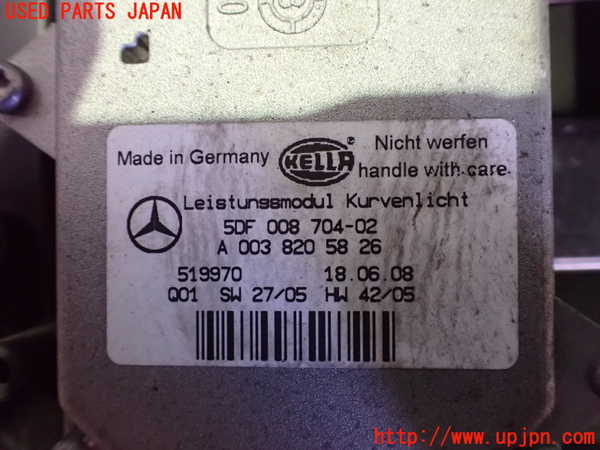 USED PARTS JAPAN
Made in Germany
HELLA
®
Nicht werfen
handle with care
Leistungsmodul Kurvenlicht
5DF 008 704-02
A 003 820 58 26
519970 18.06.08
Q01 SW 27/05 HW 42/05
http://www.upjpn.com/